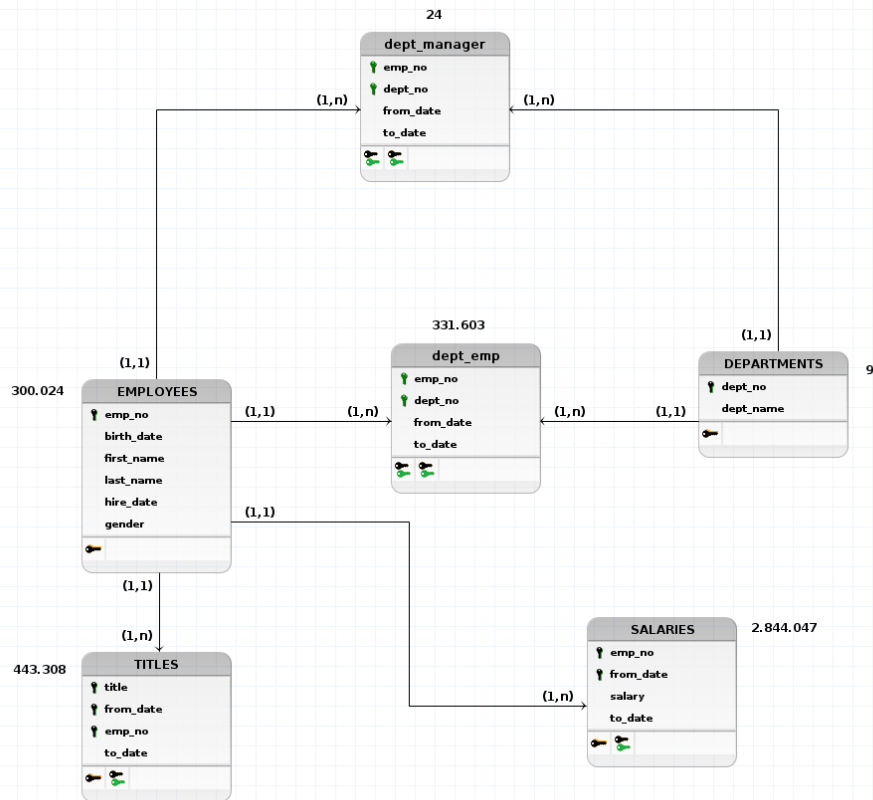 24
dept_manager
emp_no
dept_no
from_date
to_date
(1,n)
(1,n)
(1,1)
(1,1)
331.603
dept_emp
emp_no
dept_no
from_date
to_date
300.024
EMPLOYEES
emp_no
birth_date
first_name
last_name
hire_date
gender
(1,1)
(1,n)
(1,n)
(1,1)
DEPARTMENTS
dept_no
dept_name
9
(1,1)
(1,1)
(1,n)
443.308
TITLES
title
from_date
emp_no
to_date
(1,n)
SALARIES
2.844.047
emp_no
from_date
salary
to_date